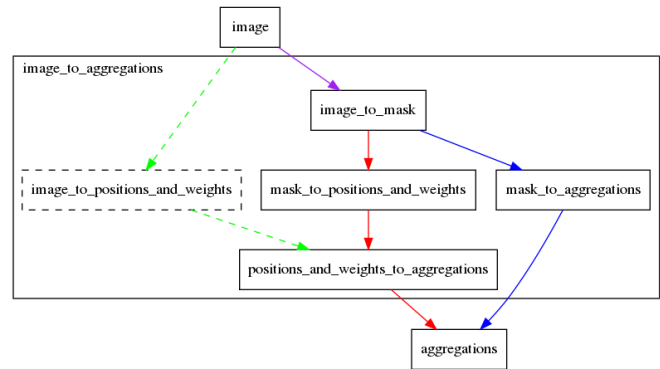 image
image_to_aggregations
image_to_mask
image_to_positions_and_weights
mask_to_positions_and_weights
mask_to_aggregations
positions_and_weights_to_aggregations
aggregations